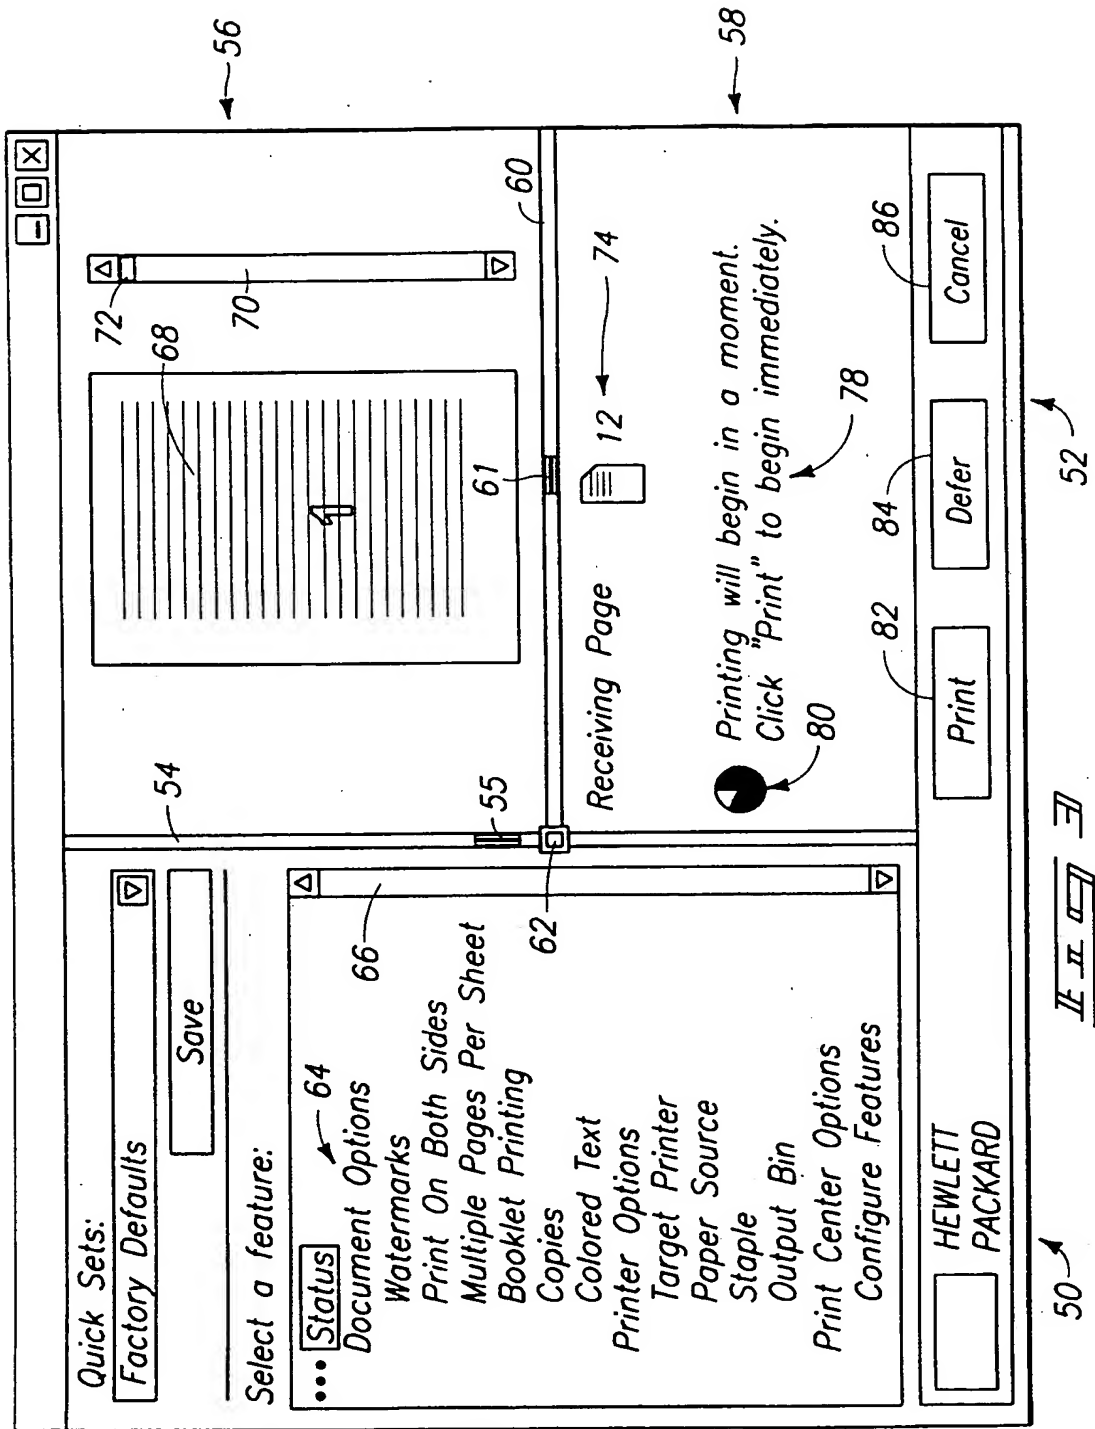 Quick Sets:
Factory Defaults
Save
Select a feature:
Status
64
Document Options
Watermarks
Print On Both Sides
Multiple Pages Per Sheet
Booklet Printing
Copies
Colored Text
Printer Options
Target Printer
Paper Source
Staple
Output Bin
Print Center Options
Configure Features
66
62
54
55
72
68
70
1
56
61
60
Receiving Page
12
74
Printing will begin in a moment.
Click "Print" to begin immediately.
80
78
58
HEWLETT
PACKARD
82
Print
84
Defer
86
Cancel
50
52
FIG 3